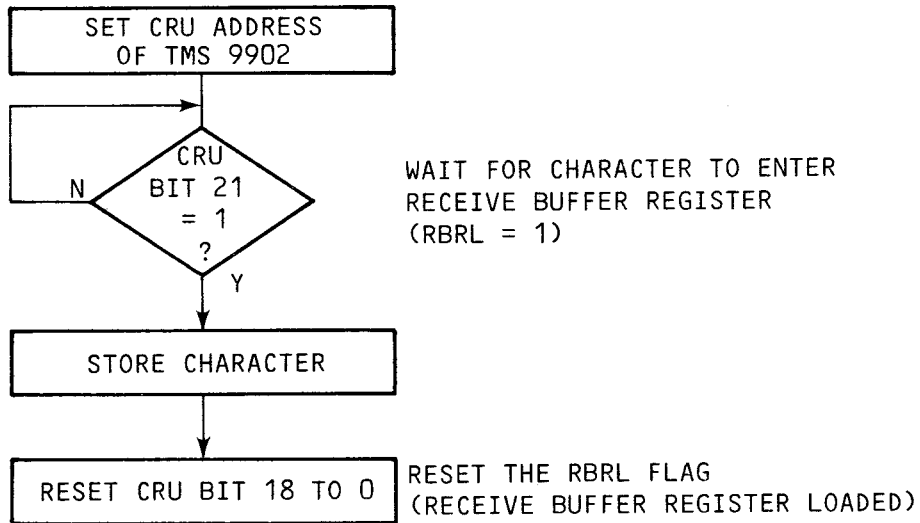 SET CRU ADDRESS
OF TMS 9902
CRU
BIT 21
= 1
?
N
Y
WAIT FOR CHARACTER TO ENTER
RECEIVE BUFFER REGISTER
(RBRL = 1)
STORE CHARACTER
RESET CRU BIT 18 TO 0
RESET THE RBRL FLAG
(RECEIVE BUFFER REGISTER LOADED)